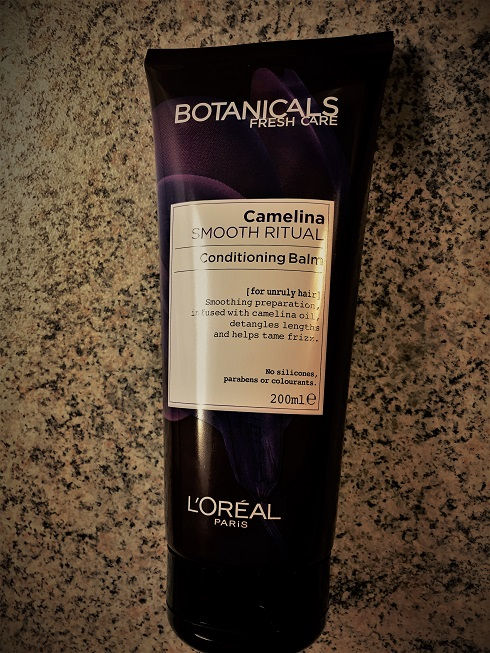 BOTANICALS
FRESH CARE
Camelina
SMOOTH RITUAL
Conditioning Balm
[for unruly hair]
Smoothing preparation,
infused with camelina oil,
detangles lengths
and helps tame frizz.
No silicones,
parabens or colourants.
200ml℮
L'ORÉAL
PARIS